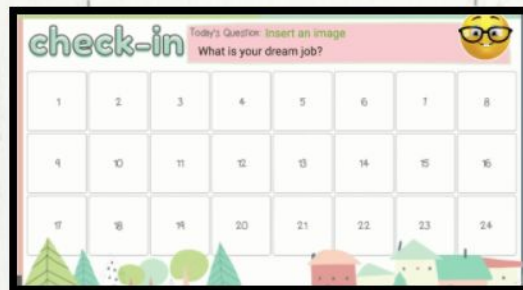 check-in
Today's Question: Insert an image
What is your dream job?
1 2 3 4 5 6 7 8
9 10 11 12 13 14 15 16
17 18 19 20 21 22 23 24